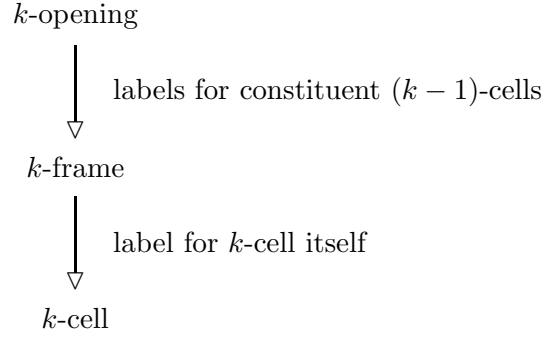 k-opening
labels for constituent (k − 1)-cells
k-frame
label for k-cell itself
k-cell